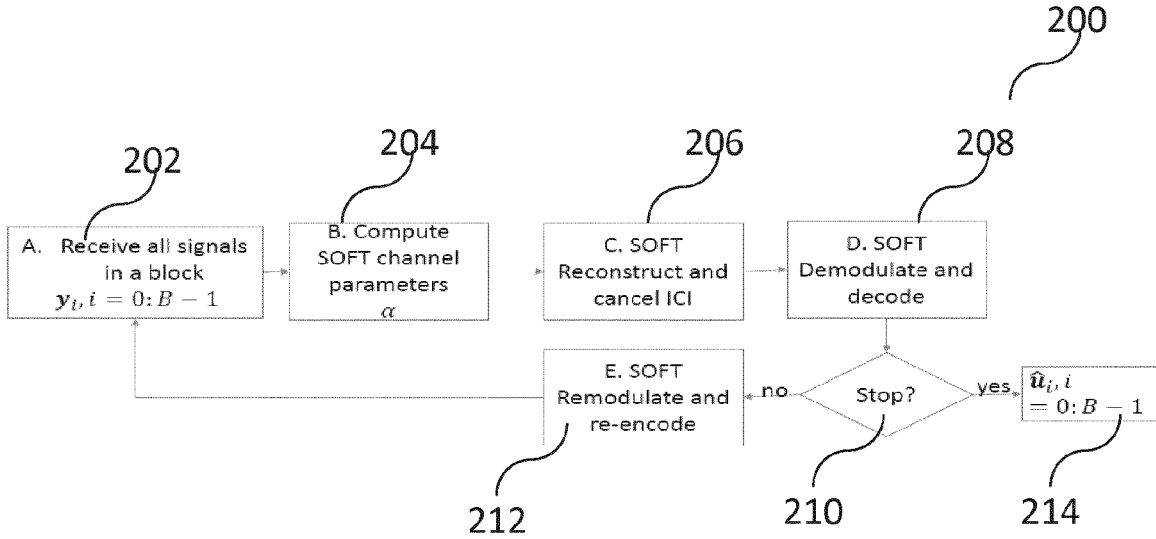 200
202
204
206
208
A. Receive all signals
in a block
𝒚ᵢ, i = 0: B − 1
B. Compute
SOFT channel
parameters
α
C. SOFT
Reconstruct and
cancel ICI
D. SOFT
Demodulate and
decode
E. SOFT
Remodulate and
re-encode
no
Stop?
yes
𝒖̂ᵢ, i
= 0: B − 1
212
210
214